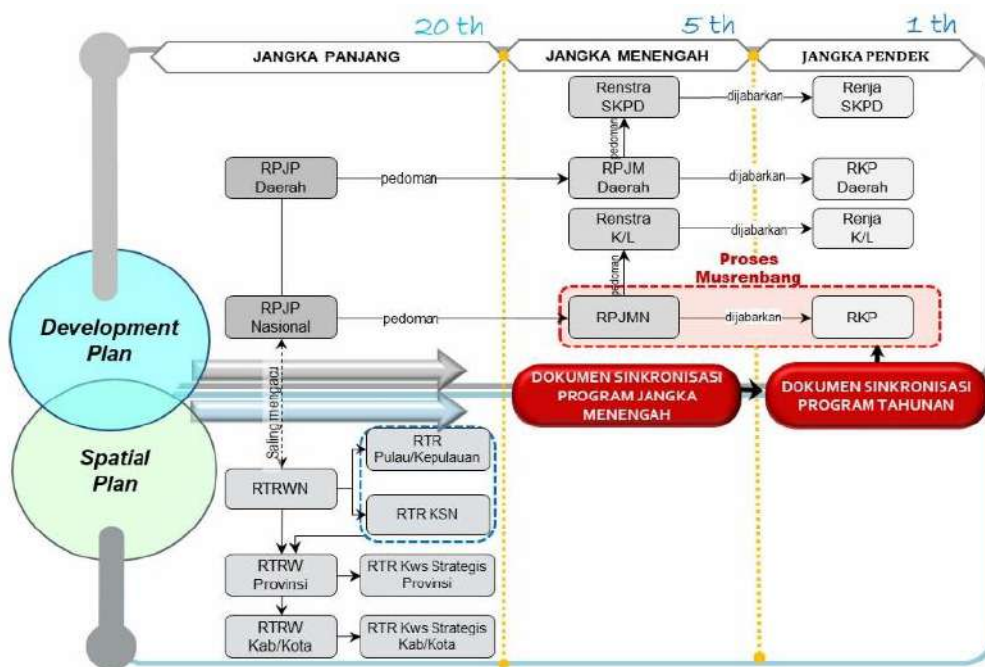 20 th
5 th
1 th
JANGKA PANJANG
JANGKA MENENGAH
JANGKA PENDEK
Renstra
SKPD
dijabarkan
Renja
SKPD
pedoman
RPJP
Daerah
pedoman
RPJM
Daerah
dijabarkan
RKP
Daerah
Renstra
K/L
dijabarkan
Renja
K/L
pedoman
Proses
Musrenbang
Development
Plan
RPJP
Nasional
pedoman
RPJMN
dijabarkan
RKP
Saling mengacu
DOKUMEN SINKRONISASI
PROGRAM JANGKA
MENENGAH
DOKUMEN SINKRONISASI
PROGRAM TAHUNAN
Spatial
Plan
RTR
Pulau/Kepulauan
RTRWN
RTR KSN
RTRW
Provinsi
RTR Kws Strategis
Provinsi
RTRW
Kab/Kota
RTR Kws Strategis
Kab/Kota